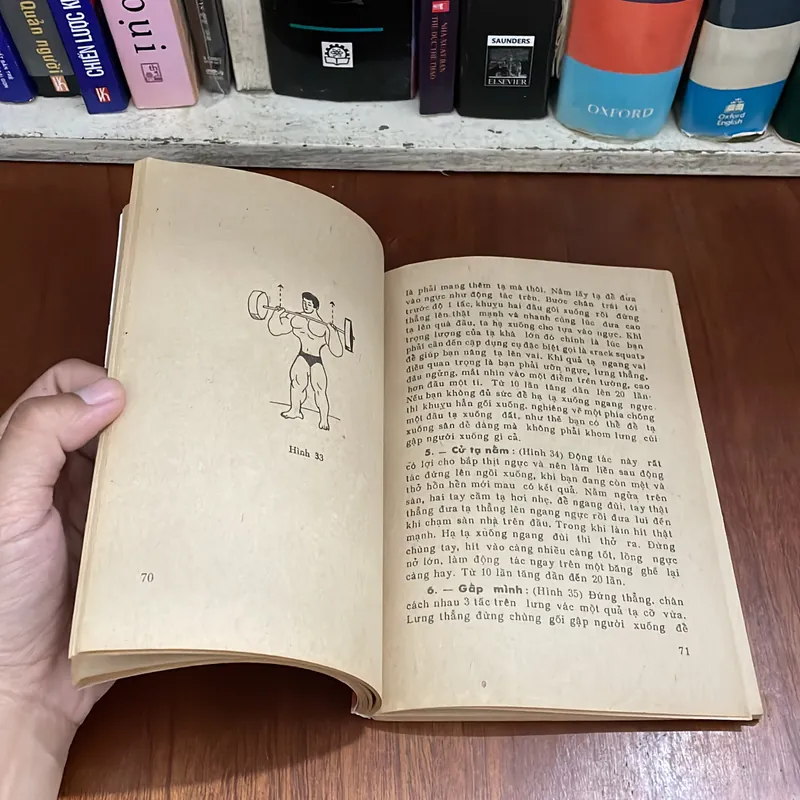 Quân người
CHIẾN LƯỢC
qui
NHÀ XUẤT BẢN
THỂ DỤC THỂ THAO
SAUNDERS
ELSEVIER
OXFORD
Oxford
English
Hình 33
70
là phải mang thêm tạ mà thôi. Nắm lấy tạ để đưa
vào ngực như động tác trên. Bước chân trái tới
trước độ 1 tấc, khuỵu hai đầu gối xuống rồi đứng
thẳng lên thật mạnh và nhanh cùng lúc đưa cao
tạ lên quá đầu, ta hạ xuống cho tựa vào ngực. Khi
trọng lượng của tạ khá lớn đó chính là lúc bạn
phải cần đến cặp dụng cụ đặc biệt gọi là «rack squat»
để giúp bạn nâng tạ lên vai. Khi quả tạ ngang vai
điều quan trọng là bạn phải ưỡn ngực, lưng thẳng,
đầu ngửng, mắt nhìn vào một điểm trên tường, cao
hơn đầu một tí. Từ 10 lần tăng dần lên 20 lần.
Nếu bạn không đủ sức để hạ tạ xuống ngang ngực.
thì khuỵu hẳn gối xuống, nghiêng về một phía chống
một đầu tạ xuống đất, như thế bạn có thể để tạ
xuống sàn dễ dàng mà không phải khom lưng cúi
gập người xuống gì cả.
5. — Cử tạ nằm : (Hình 34) Động tác này rất
có lợi cho bắp thịt ngực và nên làm liền sau động
tác đứng lên ngồi xuống, khi bạn đang còn mệt và
thở hồn hển mới mau có kết quả. Nằm ngửa trên
sàn, hai tay cầm tạ hơi nhẹ, để ngang đùi, tay thật
thẳng đưa tạ thẳng lên ngang ngực rồi đưa lui đến
khi chạm sàn nhà trên đầu. Trong khi làm hít thật
mạnh. Hạ tạ xuống ngang đùi thì thở ra. Đừng
chùng tay, hít vào càng nhiều càng tốt, lồng ngực
nở lớn, làm động tác ngay trên một băng ghế lại
càng hay. Từ 10 lần tăng dần đến 20 lần.
6. — Gập mình : (Hình 35) Đứng thẳng, chân
cách nhau 3 tấc trên lưng vác một quả tạ cỡ vừa.
Lưng thẳng đừng chùng gối gập người xuống để
71